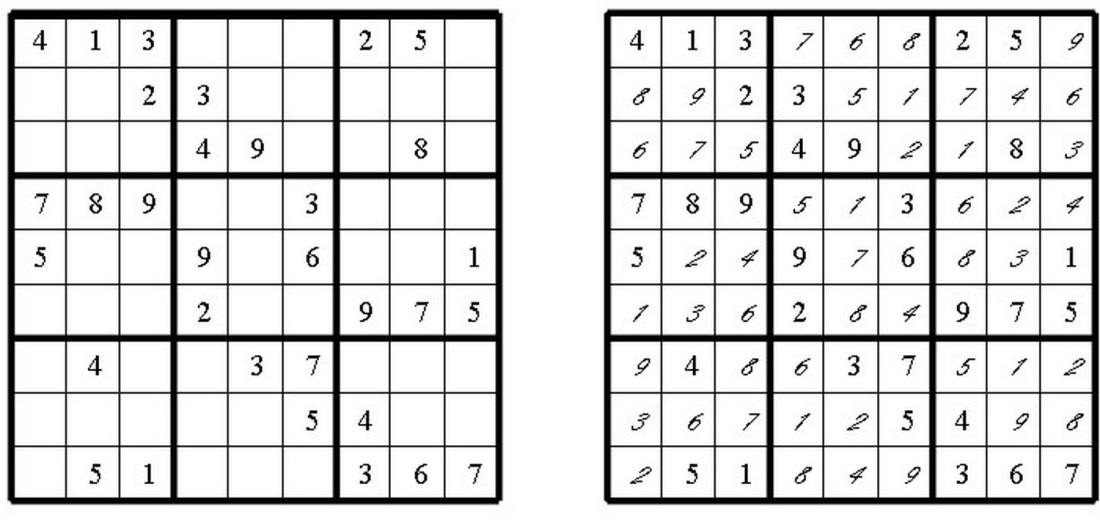 4 1 3 2 5
2 3
4 9 8
7 8 9 3
5 9 6 1
2 9 7 5
4 3 7
5 4
5 1 3 6 7
4 1 3 7 6 8 2 5 9
8 9 2 3 5 1 7 4 6
6 7 5 4 9 2 1 8 3
7 8 9 5 1 3 6 2 4
5 2 4 9 7 6 8 3 1
1 3 6 2 8 4 9 7 5
9 4 8 6 3 7 5 1 2
3 6 7 1 2 5 4 9 8
2 5 1 8 4 9 3 6 7